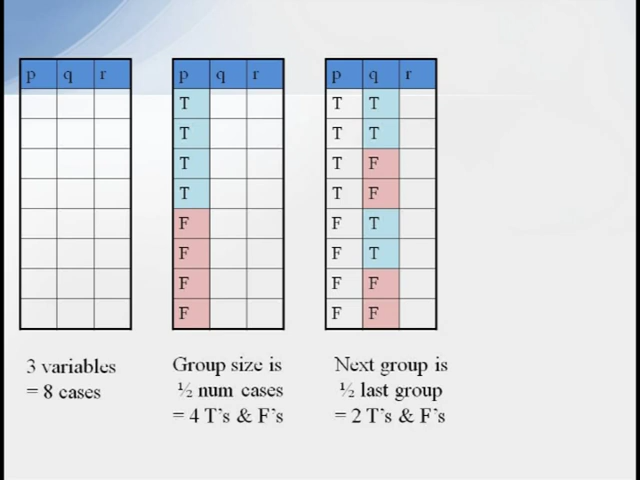 p q r
p q r
T
T
T
T
F
F
F
F
p q r
T T
T T
T F
T F
F T
F T
F F
F F
3 variables
= 8 cases
Group size is
½ num cases
= 4 T's & F's
Next group is
½ last group
= 2 T's & F's